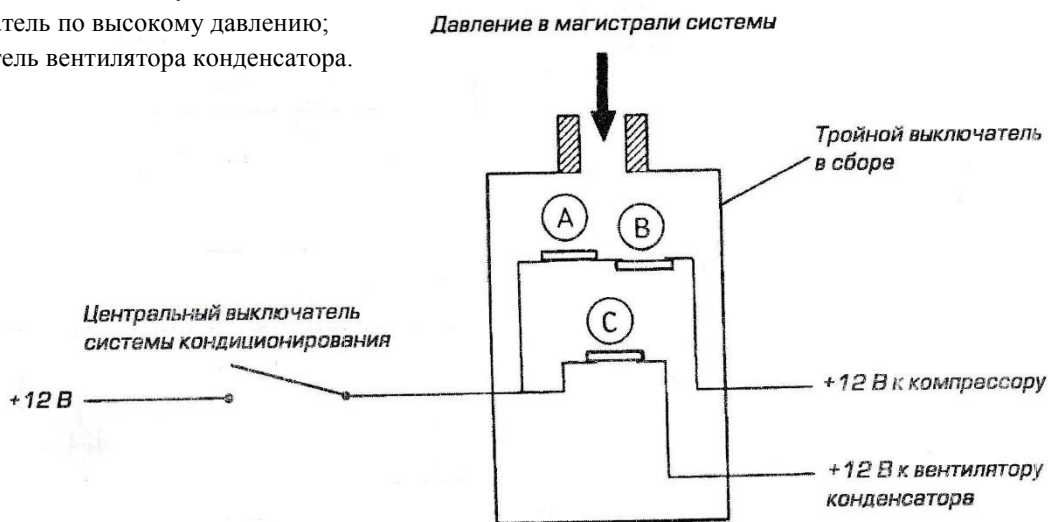 атель по высокому давлению;
тель вентилятора конденсатора.
Давление в магистрали системы
Тройной выключатель
в сборе
A
B
C
Центральный выключатель
системы кондиционирования
+12 В
+12 В к компрессору
+12 В к вентилятору
конденсатора